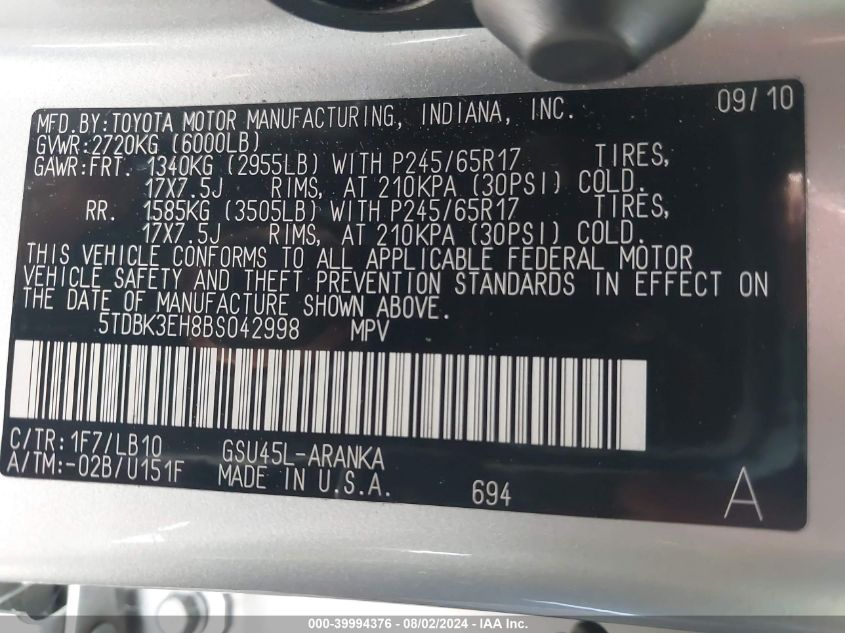 09/10
MFD.BY:TOYOTA MOTOR MANUFACTURING, INDIANA, INC.
GVWR:2720KG (6000LB)
GAWR:FRT. 1340KG (2955LB) WITH P245/65R17 TIRES,
17X7.5J RIMS, AT 210KPA (30PSI) COLD.
RR. 1585KG (3505LB) WITH P245/65R17 TIRES,
17X7.5J RIMS, AT 210KPA (30PSI) COLD.
THIS VEHICLE CONFORMS TO ALL APPLICABLE FEDERAL MOTOR
VEHICLE SAFETY AND THEFT PREVENTION STANDARDS IN EFFECT ON
THE DATE OF MANUFACTURE SHOWN ABOVE.
5TDBK3EH8BS042998 MPV
C/TR:1F7/LB10 GSU45L-ARANKA
A/TM:-02B/U151F MADE IN U.S.A. 694 A
000-39994376 - 08/02/2024 - IAA Inc.